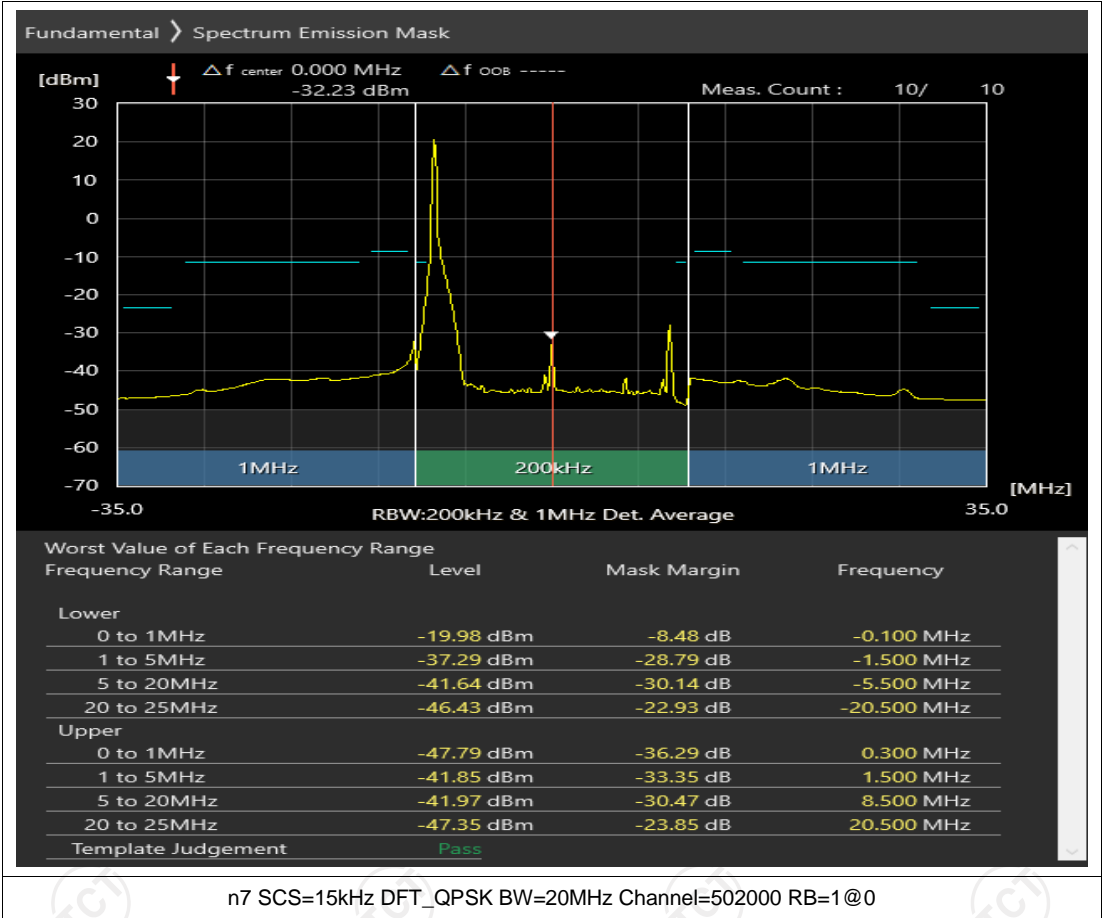 Fundamental ❯ Spectrum Emission Mask
[dBm] △f center 0.000 MHz △f OOB -----
-32.23 dBm Meas. Count : 10/ 10
30
20
10
0
-10
-20
-30
-40
-50
-60
1MHz 200kHz 1MHz
-70 [MHz]
-35.0 RBW:200kHz & 1MHz Det. Average 35.0
Worst Value of Each Frequency Range
Frequency Range Level Mask Margin Frequency
Lower
0 to 1MHz -19.98 dBm -8.48 dB -0.100 MHz
1 to 5MHz -37.29 dBm -28.79 dB -1.500 MHz
5 to 20MHz -41.64 dBm -30.14 dB -5.500 MHz
20 to 25MHz -46.43 dBm -22.93 dB -20.500 MHz
Upper
0 to 1MHz -47.79 dBm -36.29 dB 0.300 MHz
1 to 5MHz -41.85 dBm -33.35 dB 1.500 MHz
5 to 20MHz -41.97 dBm -30.47 dB 8.500 MHz
20 to 25MHz -47.35 dBm -23.85 dB 20.500 MHz
Template Judgement Pass
n7 SCS=15kHz DFT_QPSK BW=20MHz Channel=502000 RB=1@0
TCT TCT TCT